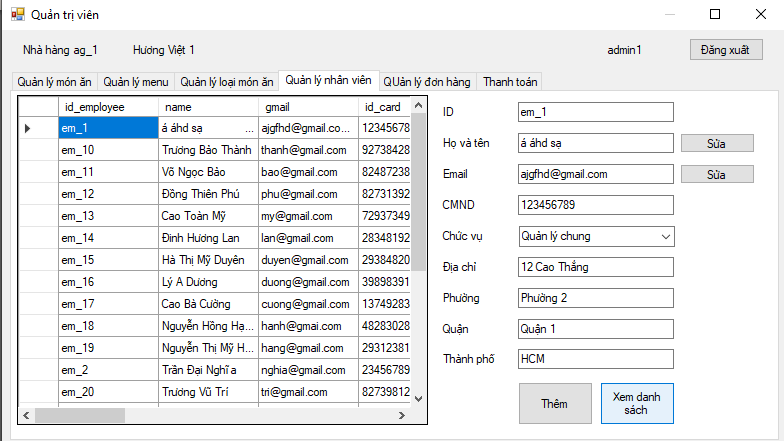 Quản trị viên
Nhà hàng ag_1 Hương Việt 1 admin1 Đăng xuất
Quản lý món ăn Quản lý menu Quản lý loại món ăn Quản lý nhân viên QUản lý đơn hàng Thanh toán
id_employee name gmail id_card
em_1 á áhd sạ ... ajgfhd@gmail.co... 12345678
em_10 Trương Bảo Thành thanh@gmail.com 92738428
em_11 Võ Ngọc Bảo bao@gmail.com 82487238
em_12 Đồng Thiên Phú phu@gmail.com 82731392
em_13 Cao Toàn Mỹ my@gmail.com 72937349
em_14 Đinh Hương Lan lan@gmail.com 28348192
em_15 Hà Thị Mỹ Duyên duyen@gmail.com 29384820
em_16 Lý A Dương duong@gmail.com 39898391
em_17 Cao Bà Cường cuong@gmail.com 13749283
em_18 Nguyễn Hồng Hạ... hanh@gmai.com 48283028
em_19 Nguyễn Thị Mỹ H... hang@gmail.com 29312381
em_2 Trần Đại Nghĩa nghia@gmail.com 23456789
em_20 Trương Vũ Trí tri@gmail.com 82739812
ID em_1
Họ và tên á áhd sạ Sửa
Email ajgfhd@gmail.com Sửa
CMND 123456789
Chức vụ Quản lý chung
Địa chỉ 12 Cao Thắng
Phường Phường 2
Quận Quận 1
Thành phố HCM
Thêm Xem danh sách